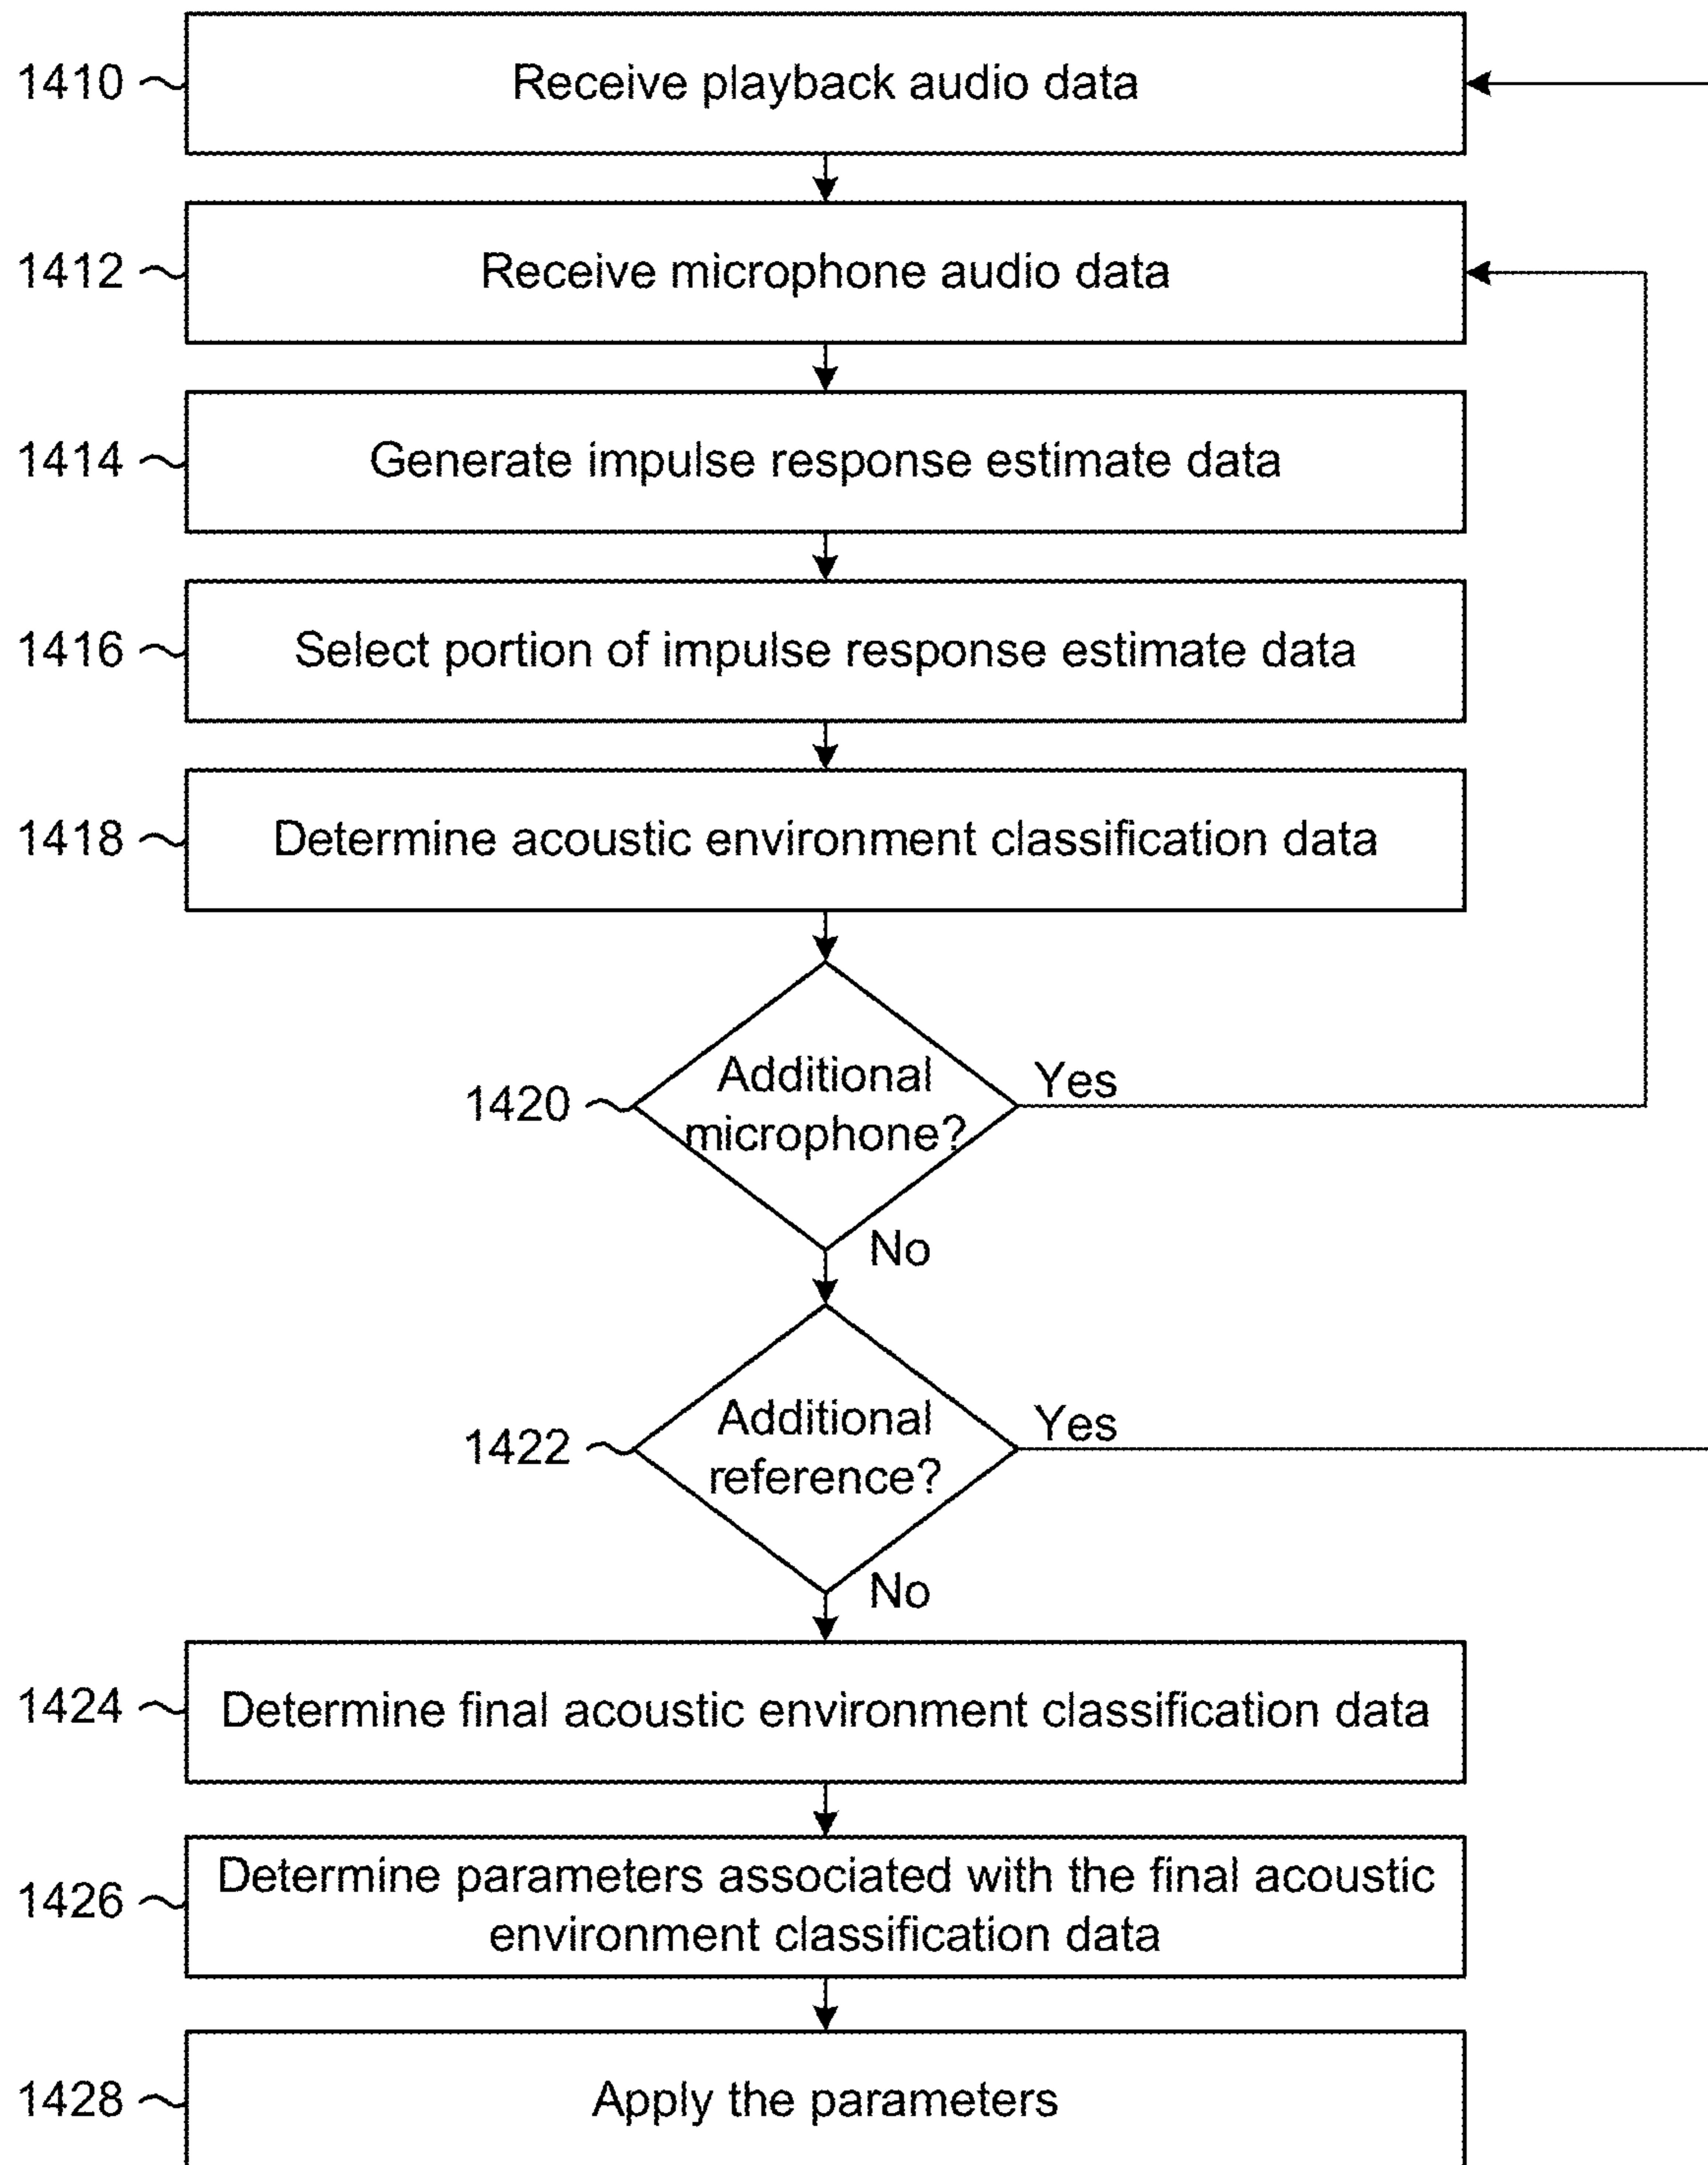 1410 Receive playback audio data
1412 Receive microphone audio data
1414 Generate impulse response estimate data
1416 Select portion of impulse response estimate data
1418 Determine acoustic environment classification data
1420 Additional
microphone?
Yes
No
1422 Additional
reference?
Yes
No
1424 Determine final acoustic environment classification data
1426 Determine parameters associated with the final acoustic
environment classification data
1428 Apply the parameters